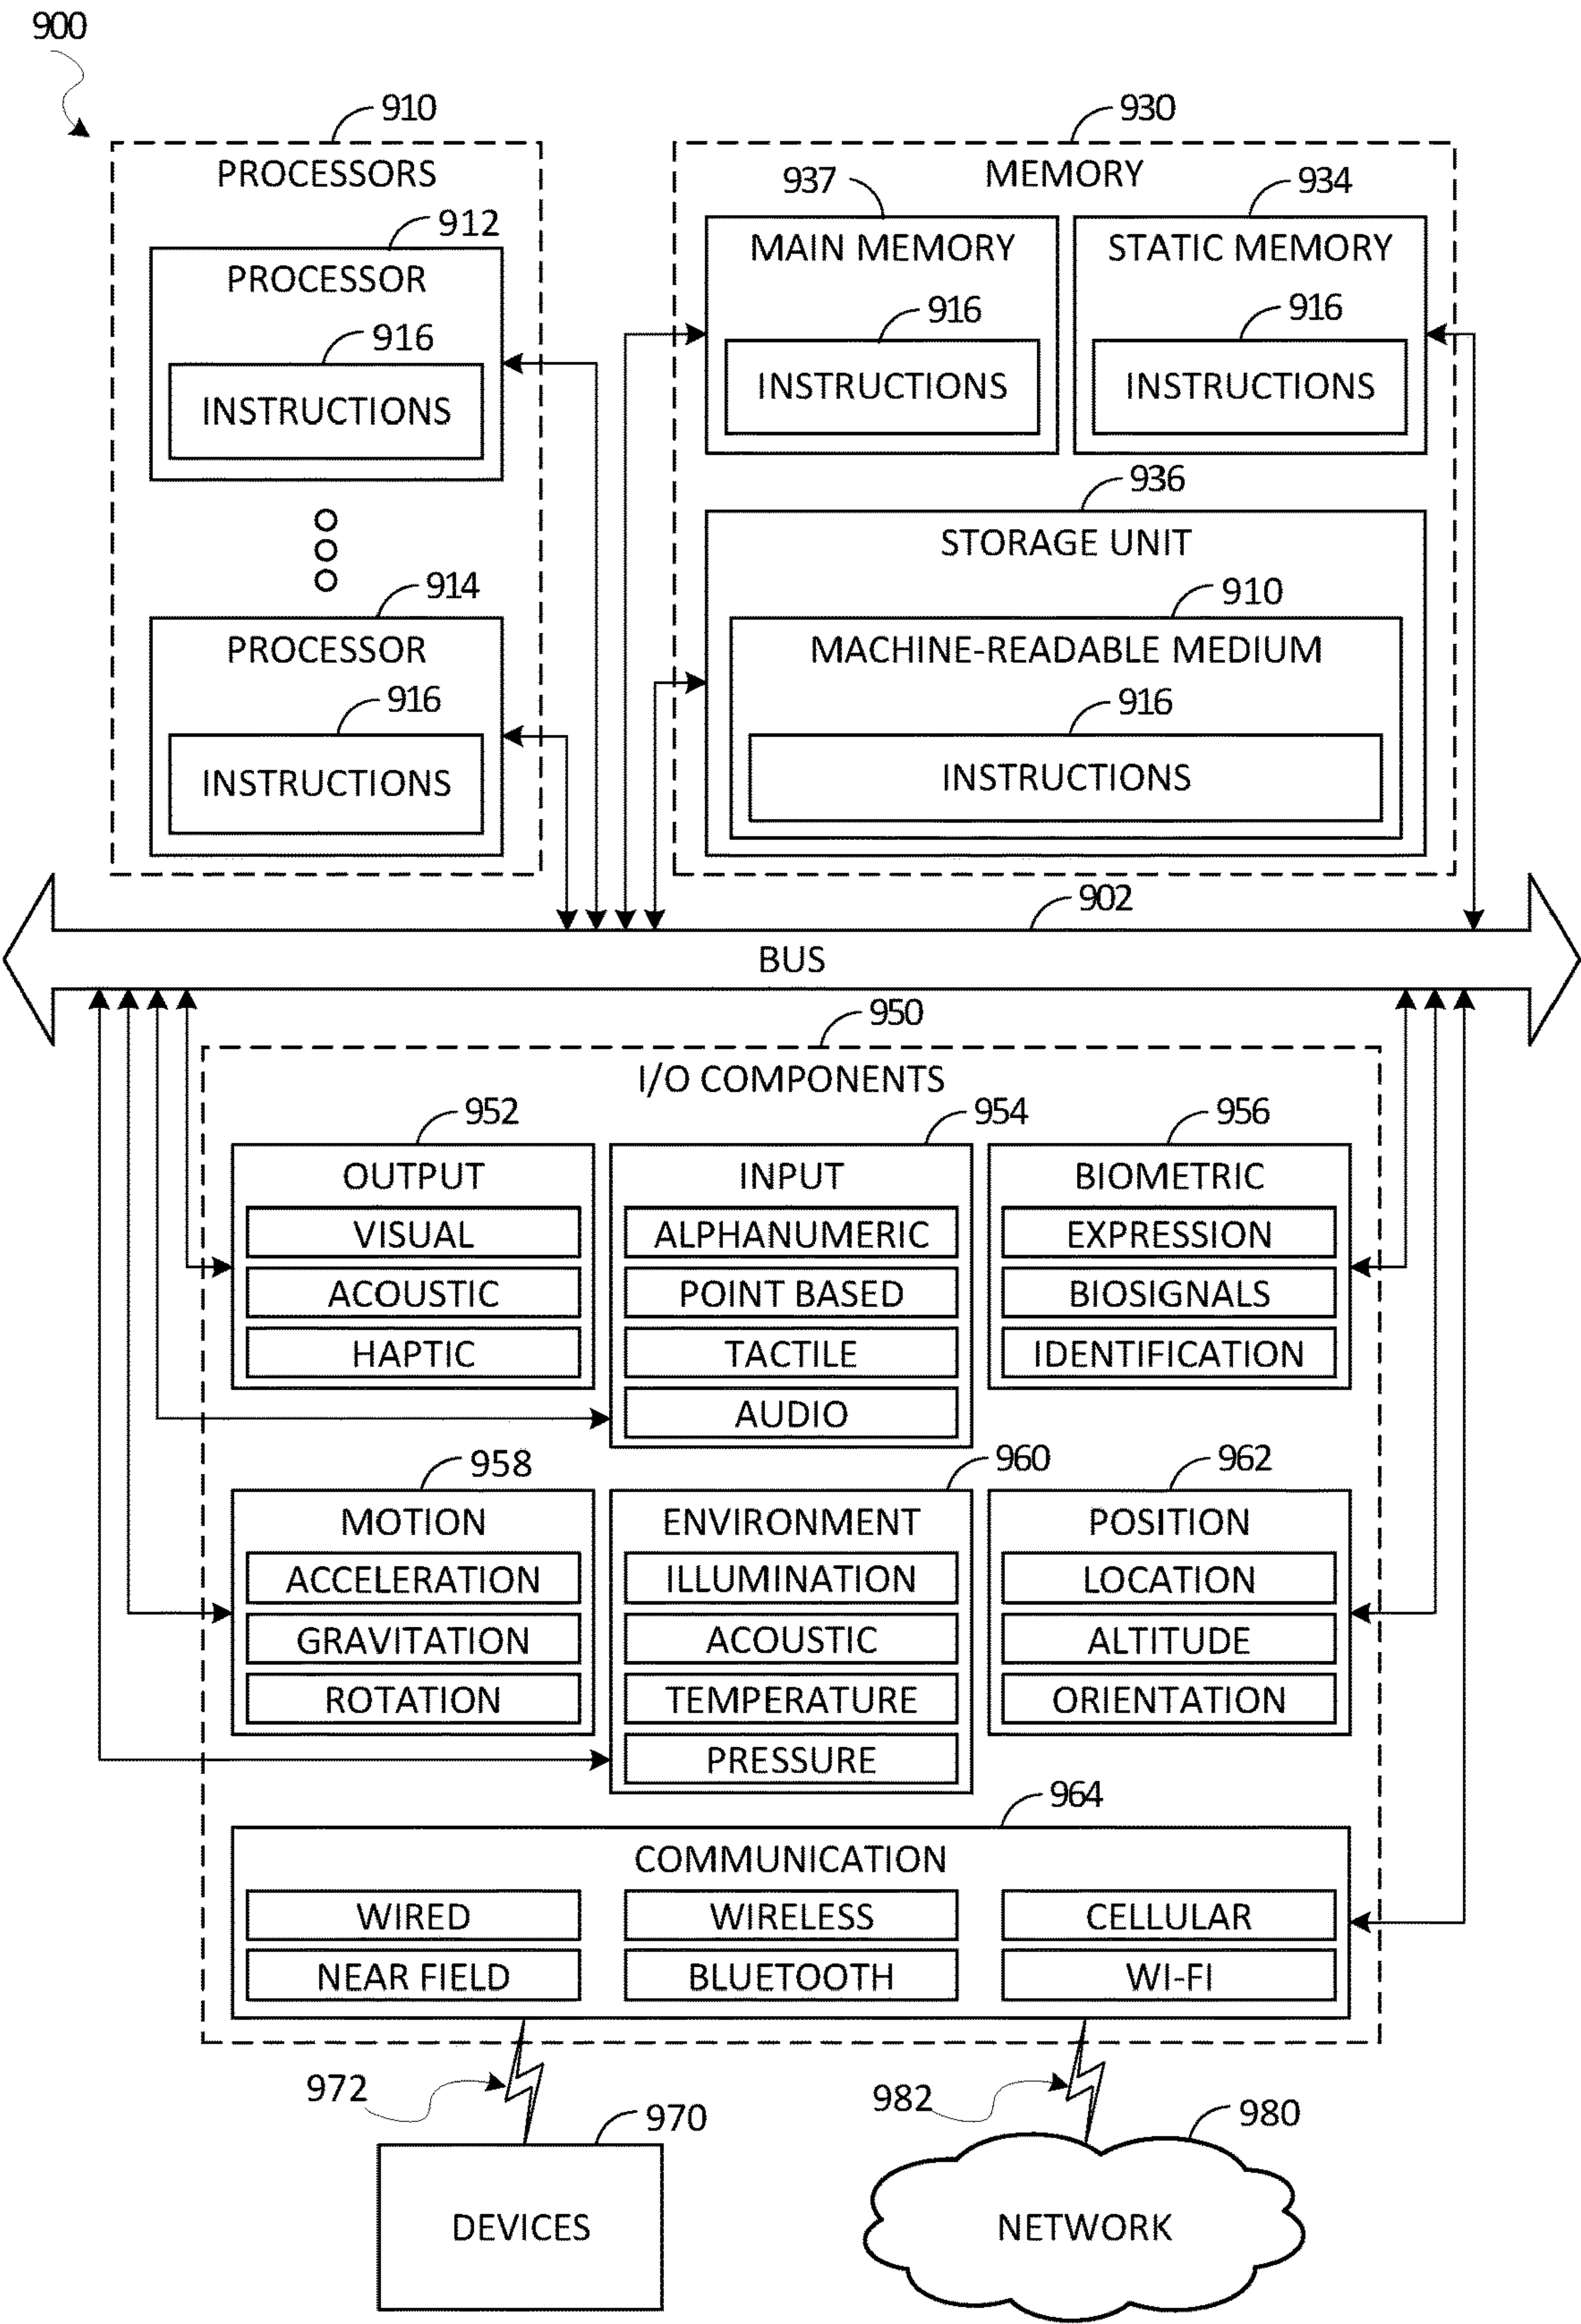 900
910
930
PROCESSORS
MEMORY
937
934
912
PROCESSOR
MAIN MEMORY
STATIC MEMORY
916
916
916
INSTRUCTIONS
INSTRUCTIONS
INSTRUCTIONS
936
STORAGE UNIT
914
910
PROCESSOR
MACHINE-READABLE MEDIUM
916
916
INSTRUCTIONS
INSTRUCTIONS
902
BUS
950
I/O COMPONENTS
952
954
956
OUTPUT
INPUT
BIOMETRIC
VISUAL
ALPHANUMERIC
EXPRESSION
ACOUSTIC
POINT BASED
BIOSIGNALS
HAPTIC
TACTILE
IDENTIFICATION
AUDIO
958
960
962
MOTION
ENVIRONMENT
POSITION
ACCELERATION
ILLUMINATION
LOCATION
GRAVITATION
ACOUSTIC
ALTITUDE
ROTATION
TEMPERATURE
ORIENTATION
PRESSURE
964
COMMUNICATION
WIRED
WIRELESS
CELLULAR
NEAR FIELD
BLUETOOTH
WI-FI
972
982
970
980
DEVICES
NETWORK